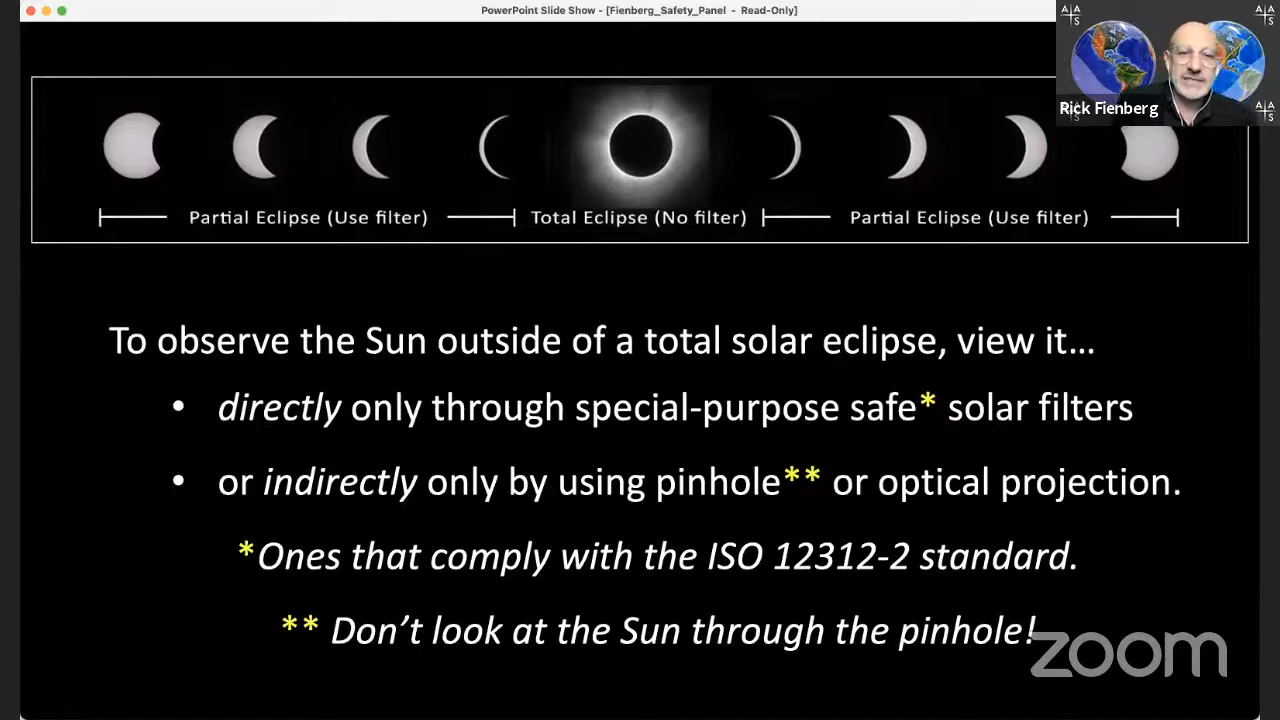 PowerPoint Slide Show - [Fienberg_Safety_Panel - Read-Only]
A A S
A A S
A A S
Rick Fienberg
Partial Eclipse (Use filter)
Total Eclipse (No filter)
Partial Eclipse (Use filter)
To observe the Sun outside of a total solar eclipse, view it…
• directly only through special-purpose safe* solar filters
• or indirectly only by using pinhole** or optical projection.
*Ones that comply with the ISO 12312-2 standard.
** Don’t look at the Sun through the pinhole!
zoom